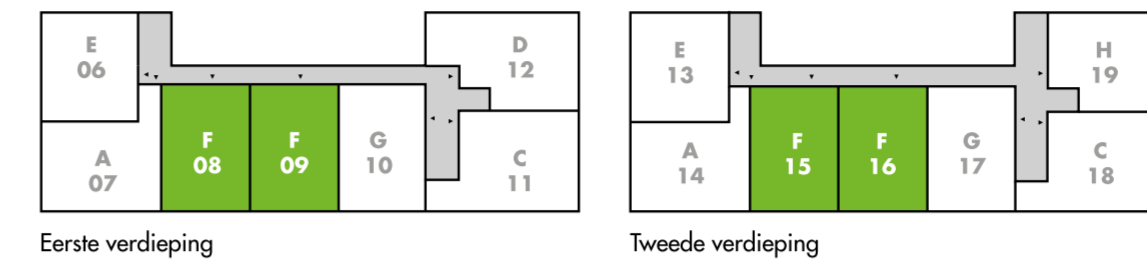 E
06
D
12
F
08
F
09
G
10
A
07
C
11
Eerste verdieping
E
13
H
19
F
15
F
16
G
17
A
14
C
18
Tweede verdieping